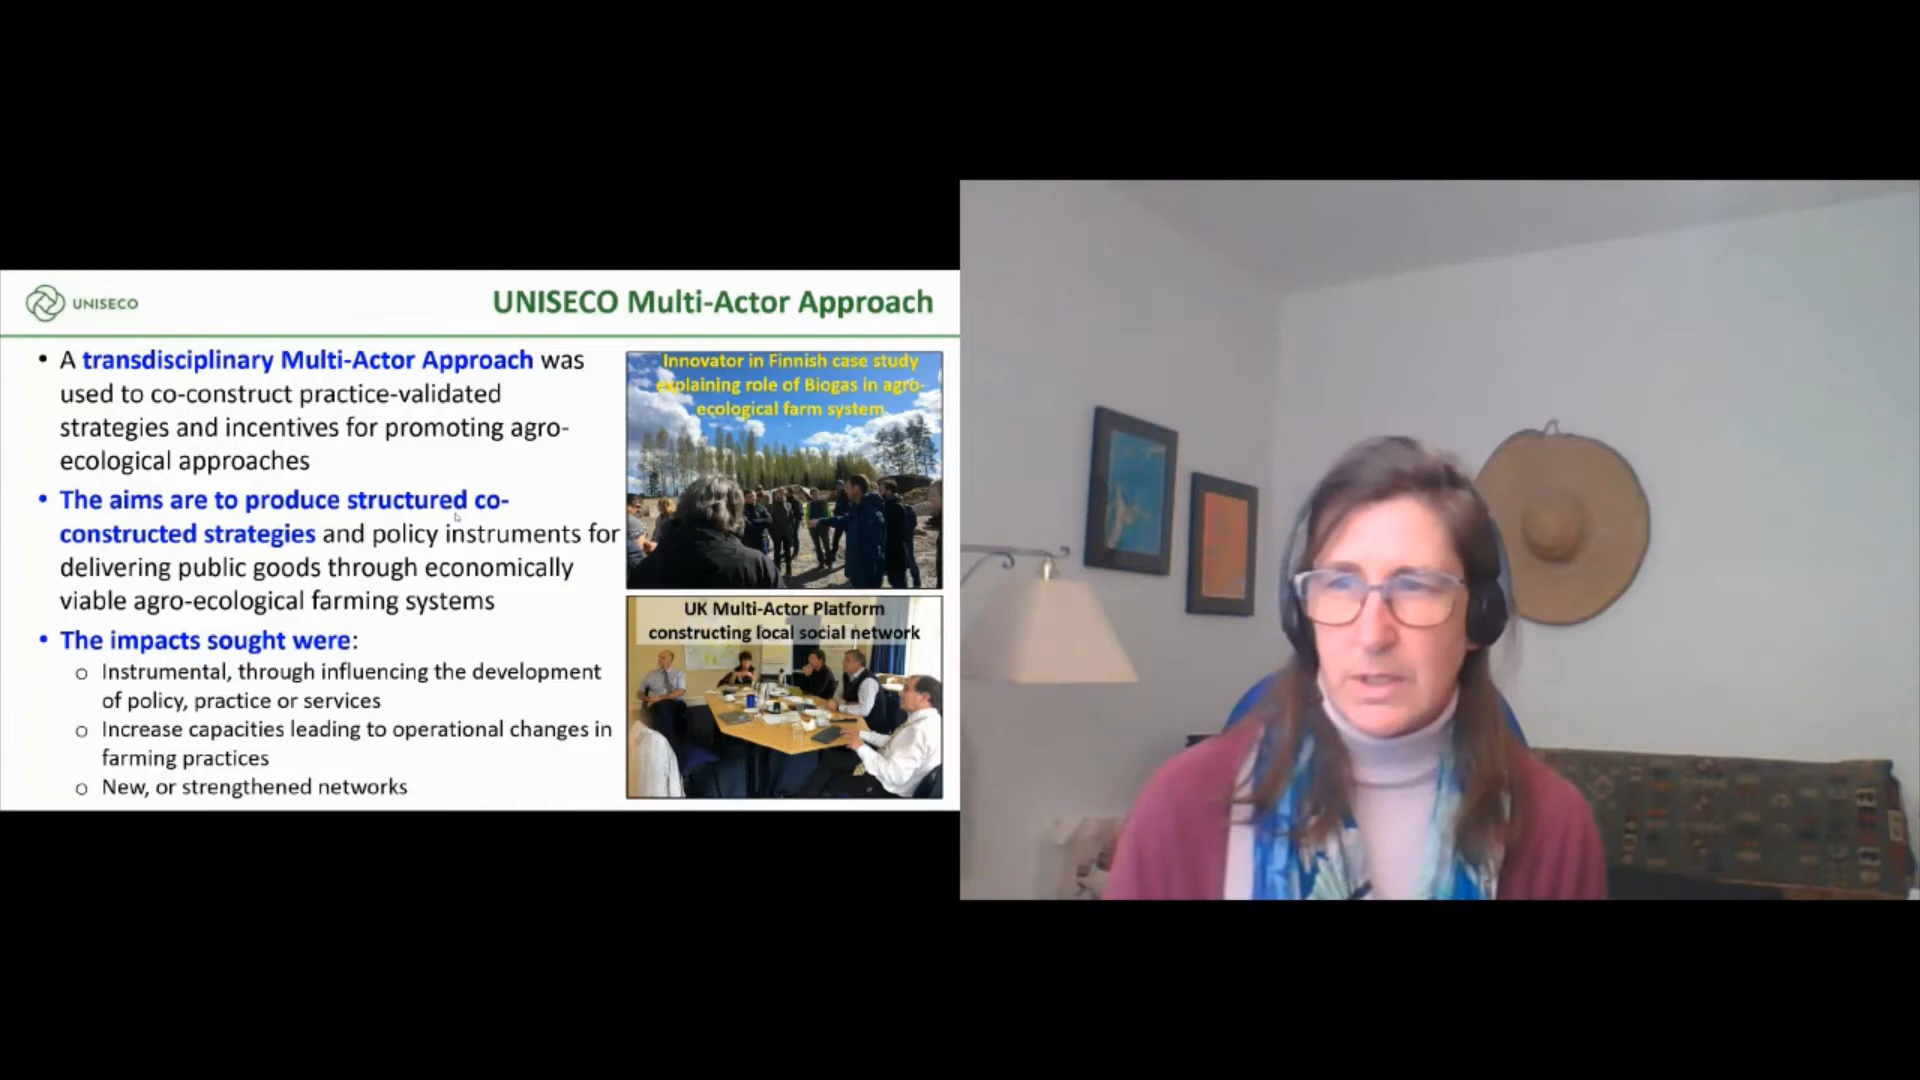 UNISECO
UNISECO Multi-Actor Approach
• A transdisciplinary Multi-Actor Approach was
used to co-construct practice-validated
strategies and incentives for promoting agro-
ecological approaches
• The aims are to produce structured co-
constructed strategies and policy instruments for
delivering public goods through economically
viable agro-ecological farming systems
• The impacts sought were:
o Instrumental, through influencing the development
of policy, practice or services
o Increase capacities leading to operational changes in
farming practices
o New, or strengthened networks
Innovator in Finnish case study
explaining role of Biogas in agro-
ecological farm system
UK Multi-Actor Platform
constructing local social network